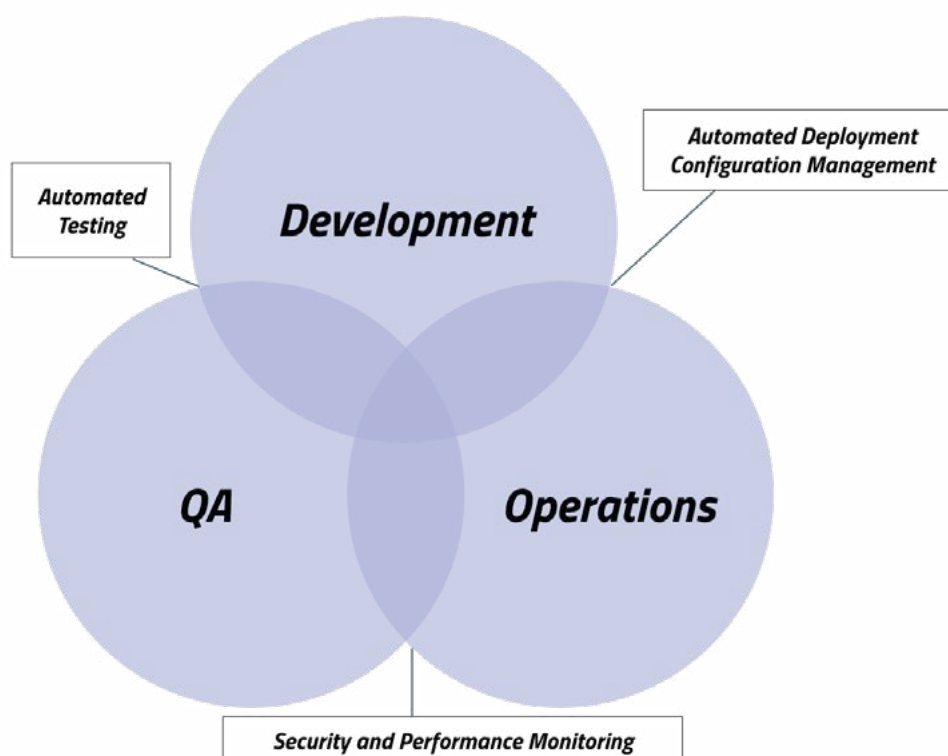 Automated Deployment
Configuration Management
Automated
Testing
Development
QA
Operations
Security and Performance Monitoring